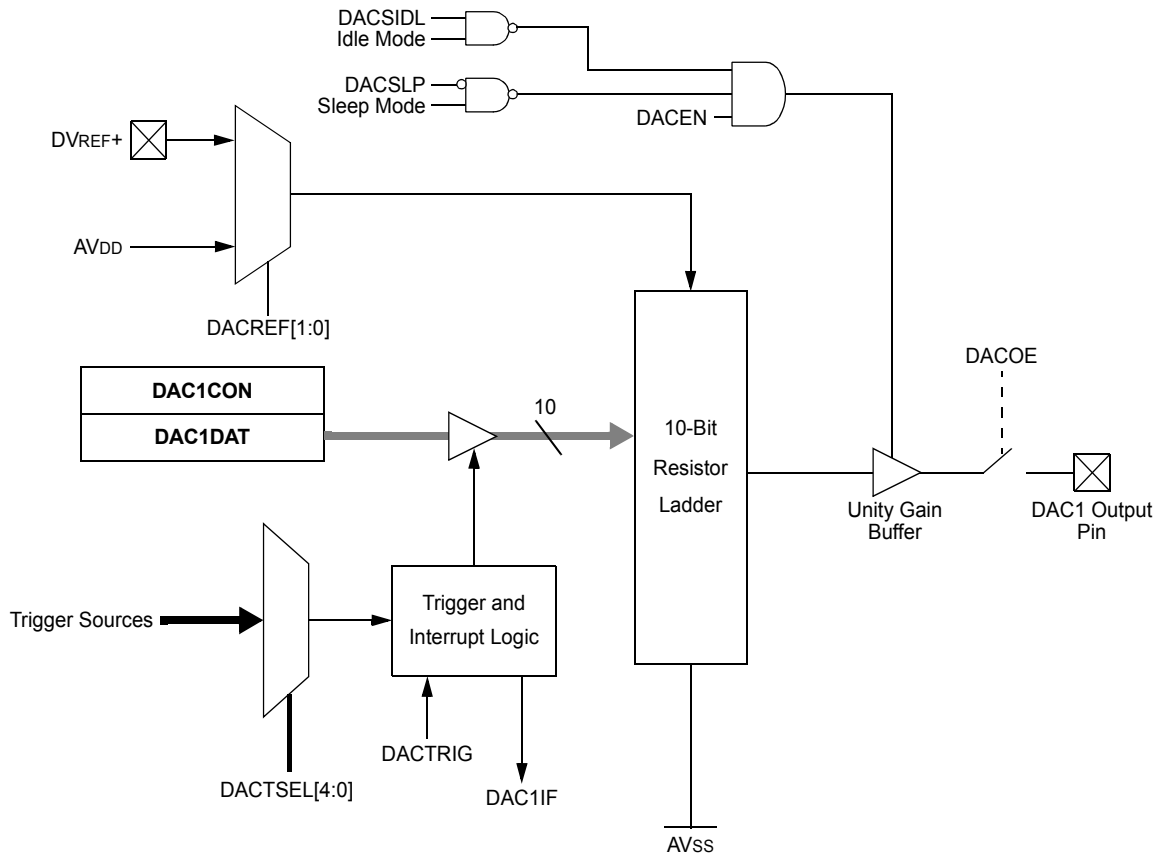 DACSIDL
Idle Mode
DACSLP
Sleep Mode
DACEN
DVREF+
AVDD
DACREF[1:0]
DACOE
DAC1CON
DAC1DAT
10
10-Bit
Resistor
Ladder
Unity Gain
Buffer
DAC1 Output
Pin
Trigger Sources
Trigger and
Interrupt Logic
DACTRIG
DACTSEL[4:0]
DAC1IF
AVSS